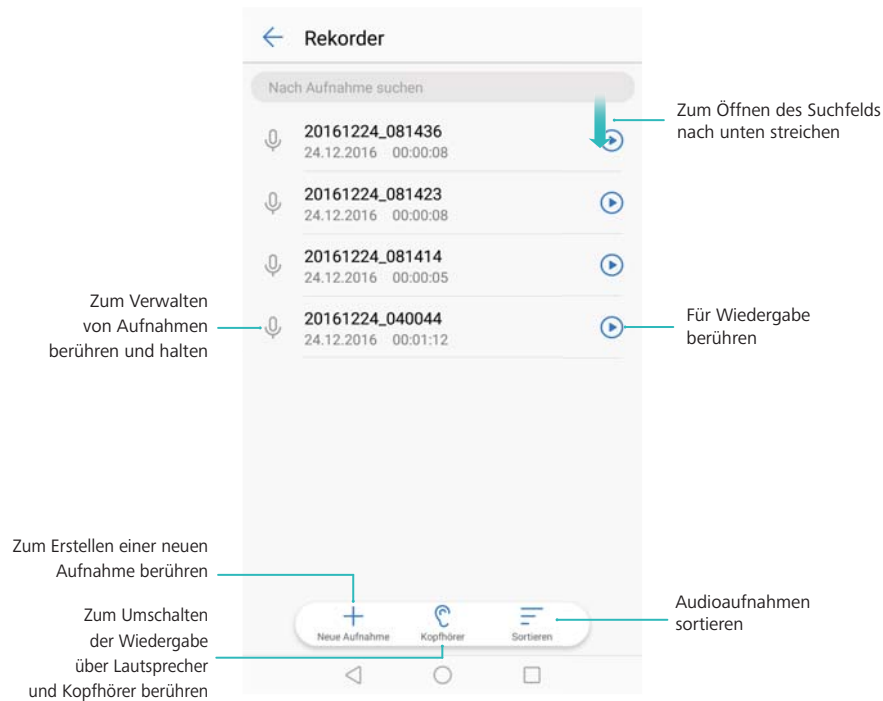 Rekorder
Nach Aufnahme suchen
Zum Öffnen des Suchfelds
nach unten streichen
20161224_081436
24.12.2016 00:00:08
20161224_081423
24.12.2016 00:00:08
20161224_081414
24.12.2016 00:00:05
Zum Verwalten
von Aufnahmen
berühren und halten
20161224_040044
24.12.2016 00:01:12
Für Wiedergabe
berühren
Zum Erstellen einer neuen
Aufnahme berühren
Zum Umschalten
der Wiedergabe
über Lautsprecher
und Kopfhörer berühren
Neue Aufnahme
Kopfhörer
Sortieren
Audioaufnahmen
sortieren